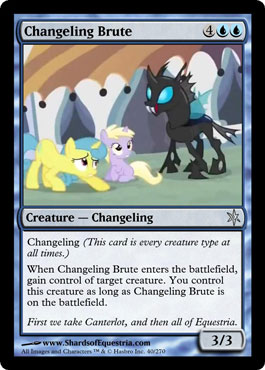 Changeling Brute 4
Creature — Changeling
Changeling (This card is every creature type at
all times.)
When Changeling Brute enters the battlefield,
gain control of target creature. You control
this creature as long as Changeling Brute is
on the battlefield.
First we take Canterlot, and then all of Equestria.
www.ShardsofEquestria.com
All Images and Characters ™ & © Hasbro Inc. 40/270
3/3